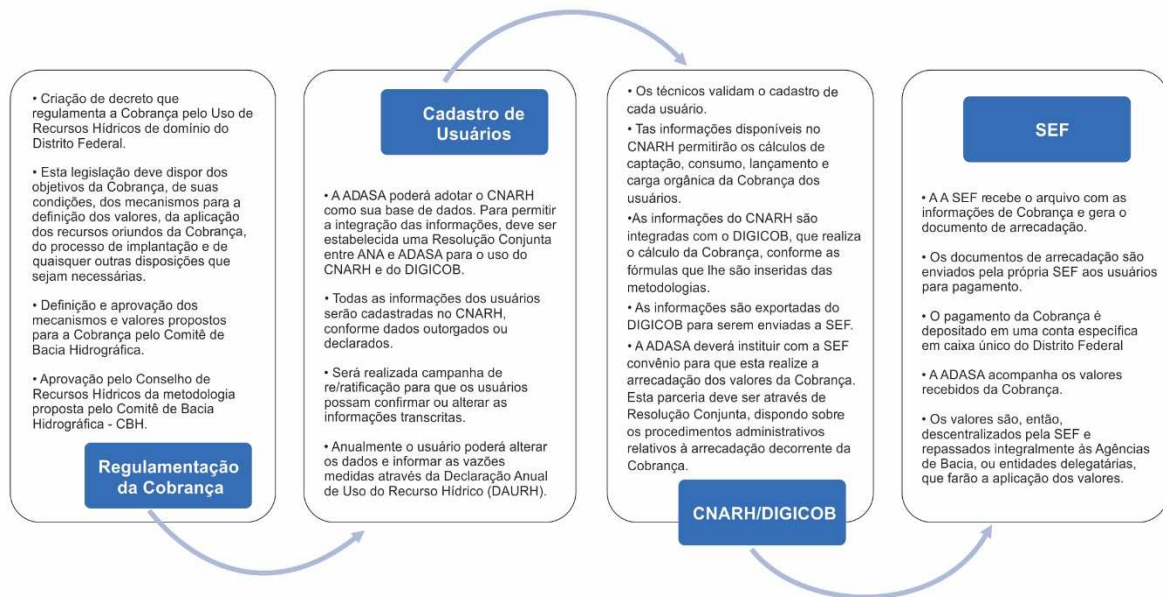 • Criação de decreto que
regulamenta a Cobrança pelo Uso de
Recursos Hídricos de domínio do
Distrito Federal.
• Esta legislação deve dispor dos
objetivos da Cobrança, de suas
condições, dos mecanismos para a
definição dos valores, da aplicação
dos recursos oriundos da Cobrança,
do processo de implantação e de
quaisquer outras disposições que
sejam necessárias.
• Definição e aprovação dos
mecanismos e valores propostos
para a Cobrança pelo Comitê de
Bacia Hidrográfica.
• Aprovação pelo Conselho de
Recursos Hídricos da metodologia
proposta pelo Comitê de Bacia
Hidrográfica - CBH.
Regulamentação
da Cobrança
Cadastro de
Usuários
• A ADASA poderá adotar o CNARH
como sua base de dados. Para permitir
a integração das informações, deve ser
estabelecida uma Resolução Conjunta
entre ANA e ADASA para o uso do
CNARH e do DIGICOB.
• Todas as informações dos usuários
serão cadastradas no CNARH,
conforme dados outorgados ou
declarados.
• Será realizada campanha de
re/ratificação para que os usuários
possam confirmar ou alterar as
informações transcritas.
• Anualmente o usuário poderá alterar
os dados e informar as vazões
medidas através da Declaração Anual
de Uso do Recurso Hídrico (DAURH).
• Os técnicos validam o cadastro de
cada usuário.
• Tas informações disponíveis no
CNARH permitirão os cálculos de
captação, consumo, lançamento e
carga orgânica da Cobrança dos
usuários.
•As informações do CNARH são
integradas com o DIGICOB, que realiza
o cálculo da Cobrança, conforme as
fórmulas que lhe são inseridas das
metodologias.
• As informações são exportadas do
DIGICOB para serem enviadas a SEF.
• A ADASA deverá instituir com a SEF
convênio para que esta realize a
arrecadação dos valores da Cobrança.
Esta parceria deve ser através de
Resolução Conjunta, dispondo sobre
os procedimentos administrativos
relativos à arrecadação decorrente da
Cobrança.
CNARH/DIGICOB
SEF
• A A SEF recebe o arquivo com as
informações de Cobrança e gera o
documento de arrecadação.
• Os documentos de arrecadação são
enviados pela própria SEF aos usuários
para pagamento.
• O pagamento da Cobrança é
depositado em uma conta especifica
em caixa único do Distrito Federal
• A ADASA acompanha os valores
recebidos da Cobrança.
• Os valores são, então,
descentralizados pela SEF e
repassados integralmente às Agências
de Bacia, ou entidades delegatárias,
que farão a aplicação dos valores.